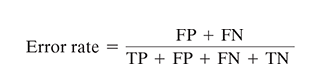 Error rate = FP + FN / TP + FP + FN + TN